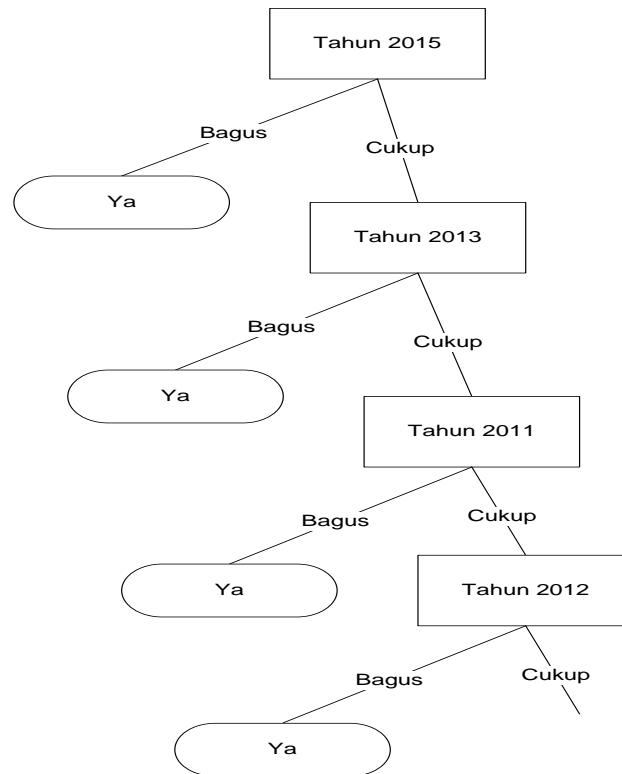 Tahun 2015
Bagus
Cukup
Ya
Tahun 2013
Bagus
Cukup
Ya
Tahun 2011
Bagus
Cukup
Ya
Tahun 2012
Bagus
Cukup
Ya